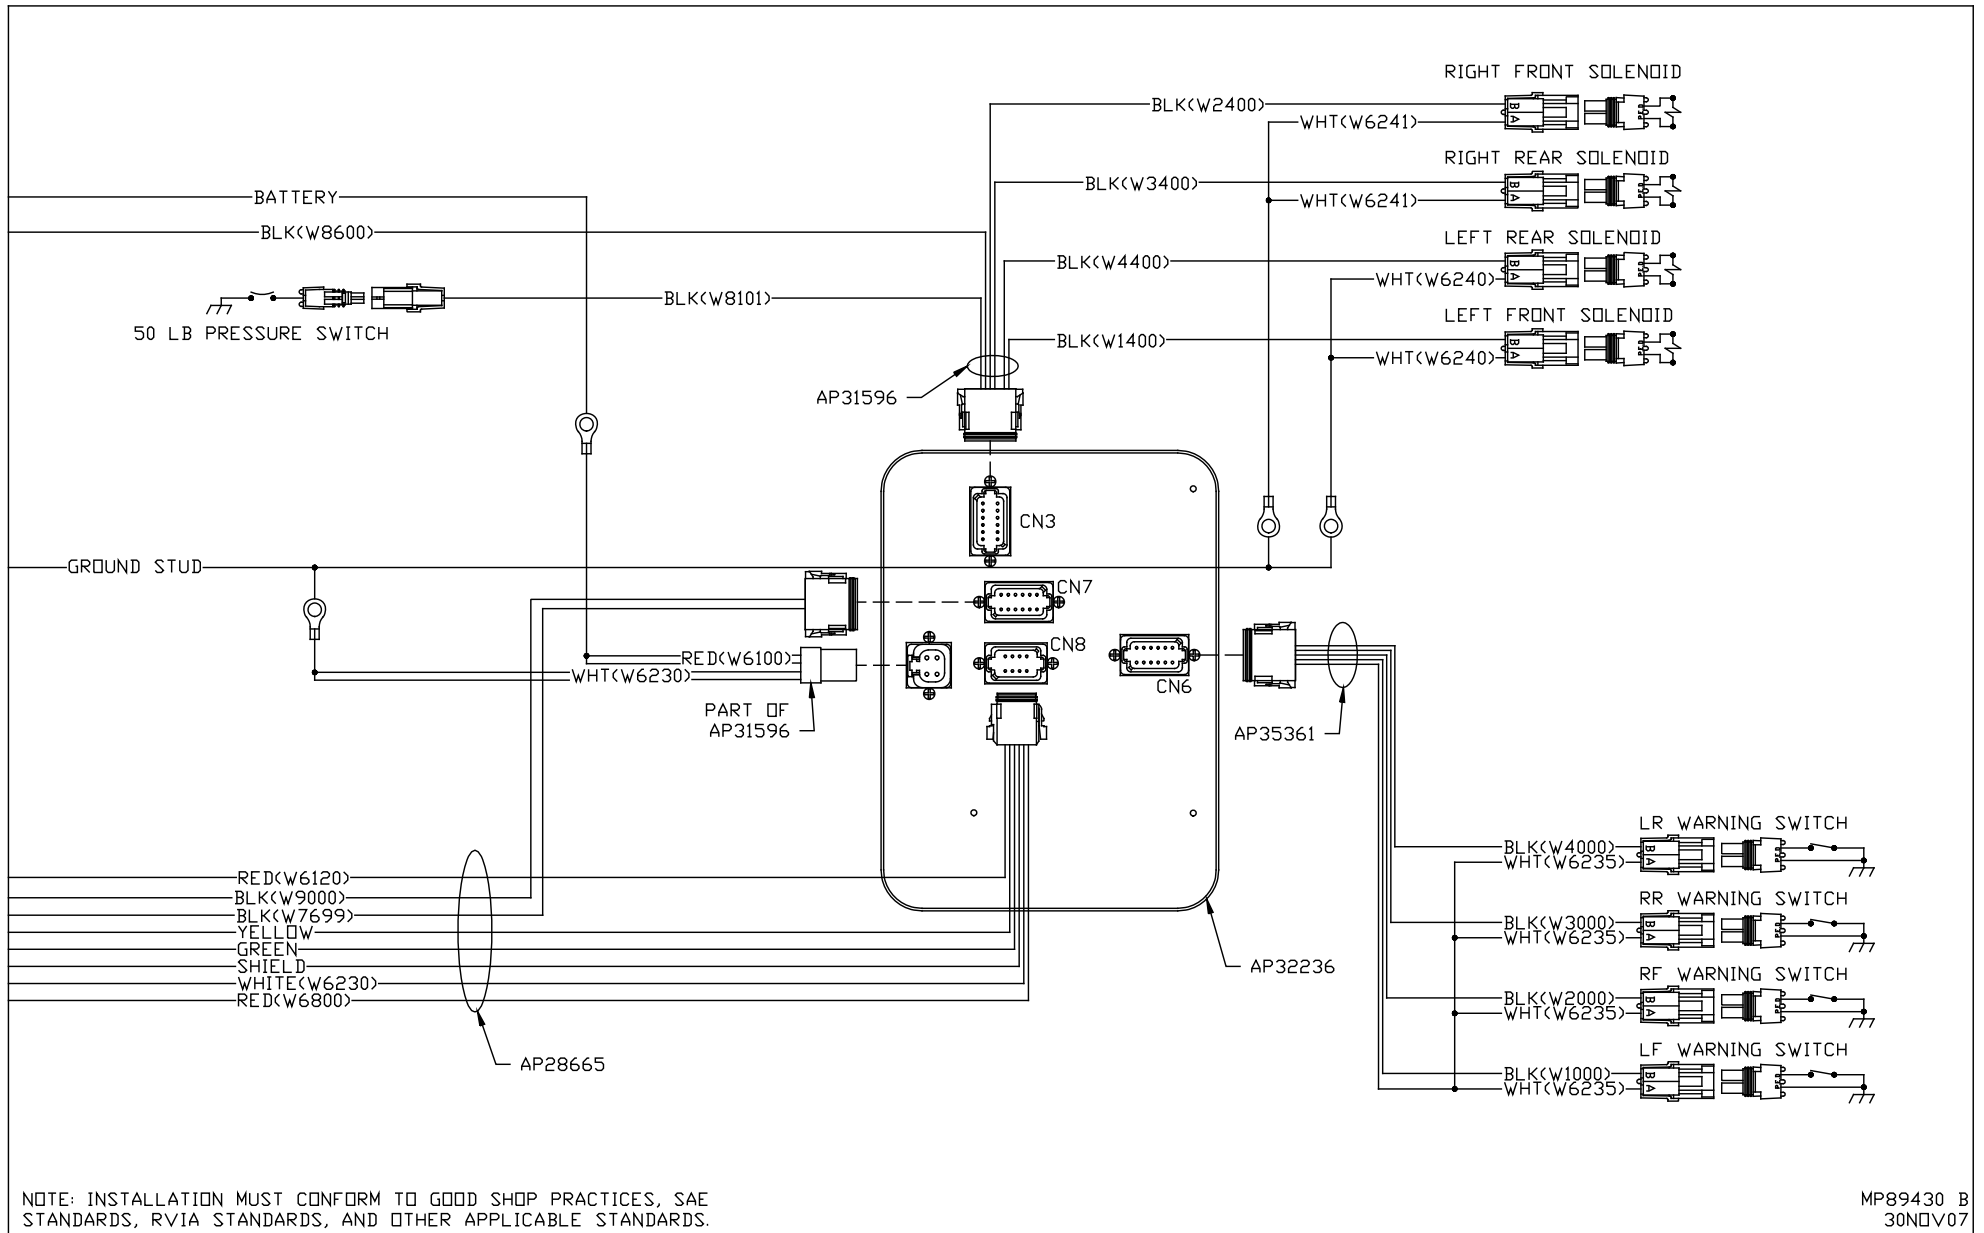 RIGHT FRONT SOLENOID
BLK(W2400)
B
A
P.E.D
WHT(W6241)
RIGHT REAR SOLENOID
BLK(W3400)
B
A
P.E.D
WHT(W6241)
BATTERY
BLK(W8600)
LEFT REAR SOLENOID
BLK(W4400)
B
A
P.E.D
WHT(W6240)
BLK(W8101)
50 LB PRESSURE SWITCH
LEFT FRONT SOLENOID
BLK(W1400)
B
A
P.E.D
WHT(W6240)
AP31596
CN3
GROUND STUD
CN7
CN8
RED(W6100)
WHT(W6230)
CN6
PART OF
AP31596
AP35361
LR WARNING SWITCH
BLK(W4000)
WHT(W6235)
B
A
P.E.D
RED(W6120)
BLK(W9000)
BLK(W7699)
YELLOW
GREEN
SHIELD
WHITE(W6230)
RED(W6800)
RR WARNING SWITCH
BLK(W3000)
WHT(W6235)
B
A
P.E.D
AP32236
RF WARNING SWITCH
BLK(W2000)
WHT(W6235)
B
A
P.E.D
LF WARNING SWITCH
BLK(W1000)
WHT(W6235)
B
A
P.E.D
AP28665
NOTE: INSTALLATION MUST CONFORM TO GOOD SHOP PRACTICES, SAE
STANDARDS, RVIA STANDARDS, AND OTHER APPLICABLE STANDARDS.
MP89430 B
30NOV07